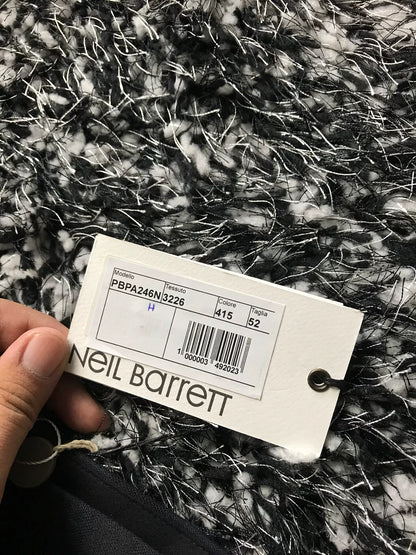 Modello Tessuto Colore Taglia
PBPA246N 3226 415 52
H
1 000003 492023
NEIL BARRETT